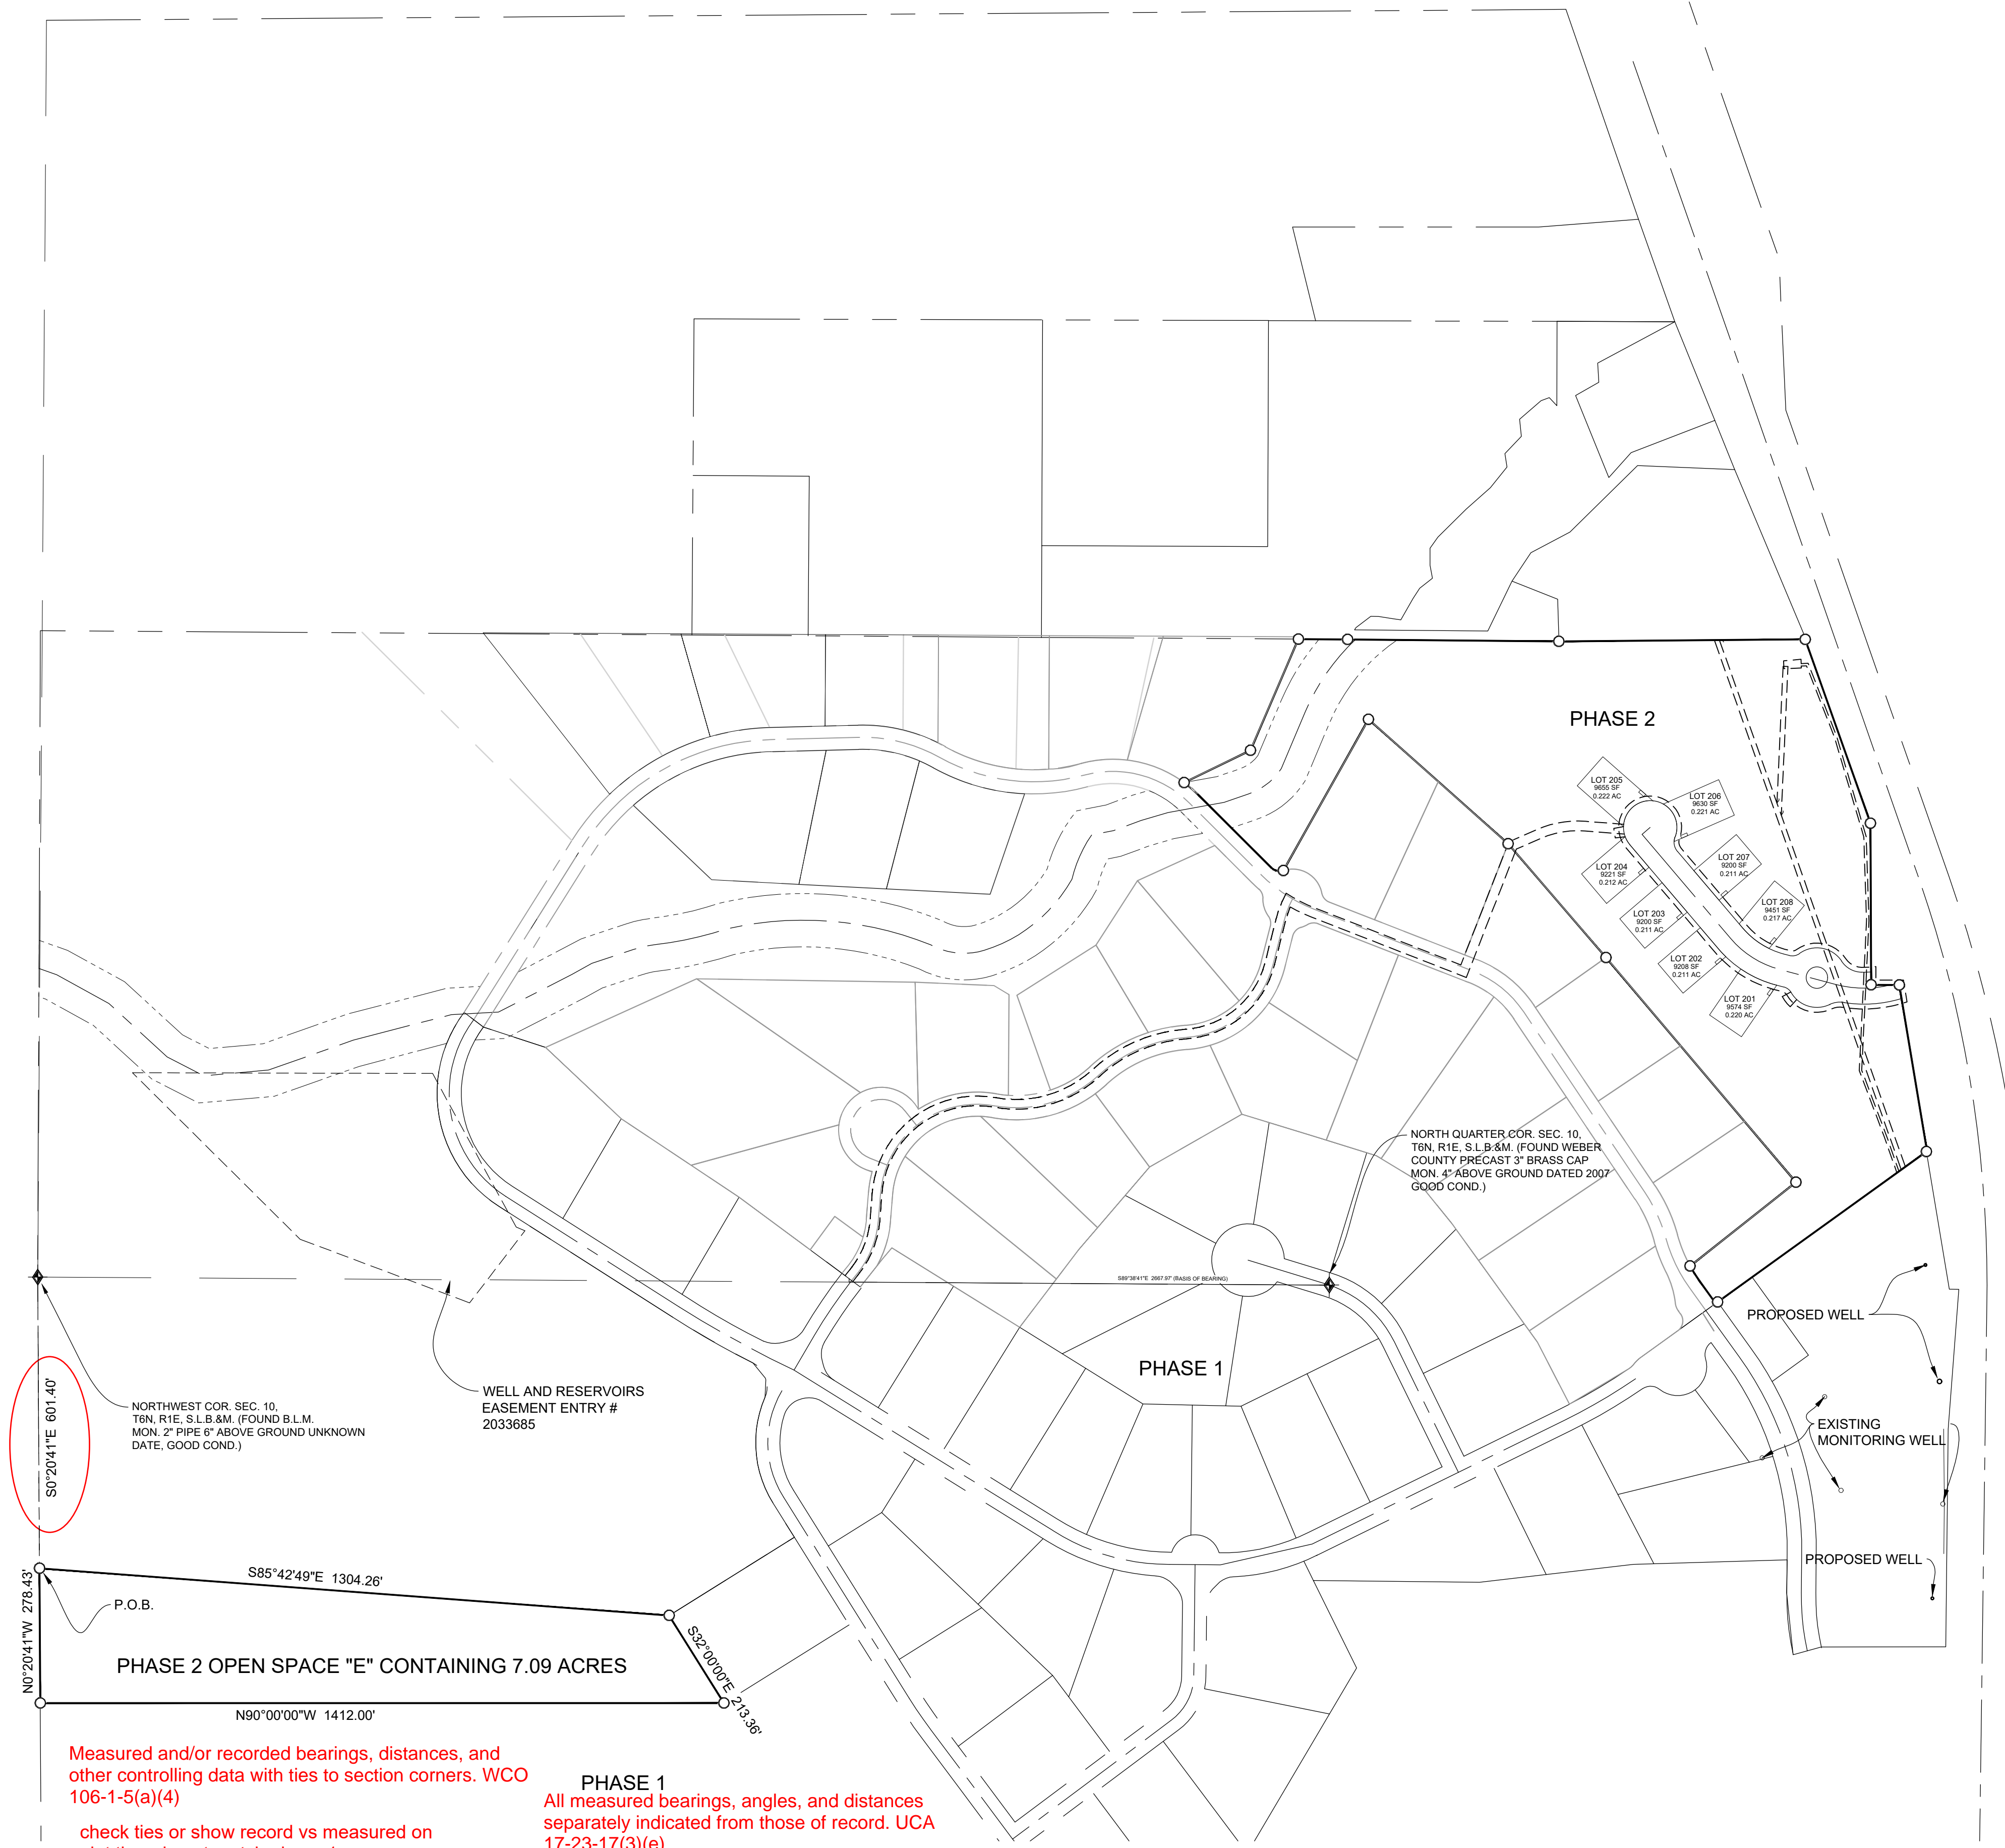 PHASE 2
LOT 205
9655 SF
0.222 AC
LOT 206
9630 SF
0.221 AC
LOT 204
9221 SF
0.212 AC
LOT 207
9200 SF
0.211 AC
LOT 203
9200 SF
0.211 AC
LOT 208
9451 SF
0.217 AC
LOT 202
9208 SF
0.211 AC
LOT 201
9574 SF
0.220 AC
NORTH QUARTER COR. SEC. 10,
T6N, R1E, S.L.B.&M. (FOUND WEBER
COUNTY PRECAST 3" BRASS CAP
MON. 4" ABOVE GROUND DATED 2007
GOOD COND.)
S89°38'41"E 2667.97' (BASIS OF BEARING)
PROPOSED WELL
PHASE 1
WELL AND RESERVOIRS
EASEMENT ENTRY #
2033685
NORTHWEST COR. SEC. 10,
T6N, R1E, S.L.B.&M. (FOUND B.L.M.
MON. 2" PIPE 6" ABOVE GROUND UNKNOWN
DATE, GOOD COND.)
S0°20'41"E 601.40'
EXISTING
MONITORING WELL
PROPOSED WELL
S85°42'49"E 1304.26'
N0°20'41"W 278.43'
P.O.B.
S32°00'00"E 213.36'
PHASE 2 OPEN SPACE "E" CONTAINING 7.09 ACRES
N90°00'00"W 1412.00'
Measured and/or recorded bearings, distances, and
other controlling data with ties to section corners. WCO
106-1-5(a)(4)
PHASE 1
All measured bearings, angles, and distances
separately indicated from those of record. UCA
17-23-17(3)(e)
check ties or show record vs measured on